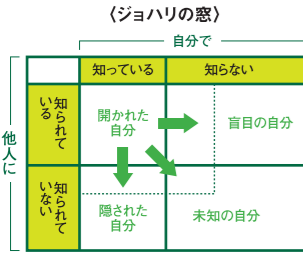 〈ジョハリの窓〉
自分で
知っている
知らない
他人に
知られて
いる
開かれた
自分
盲目の自分
知られて
いない
隠された
自分
未知の自分